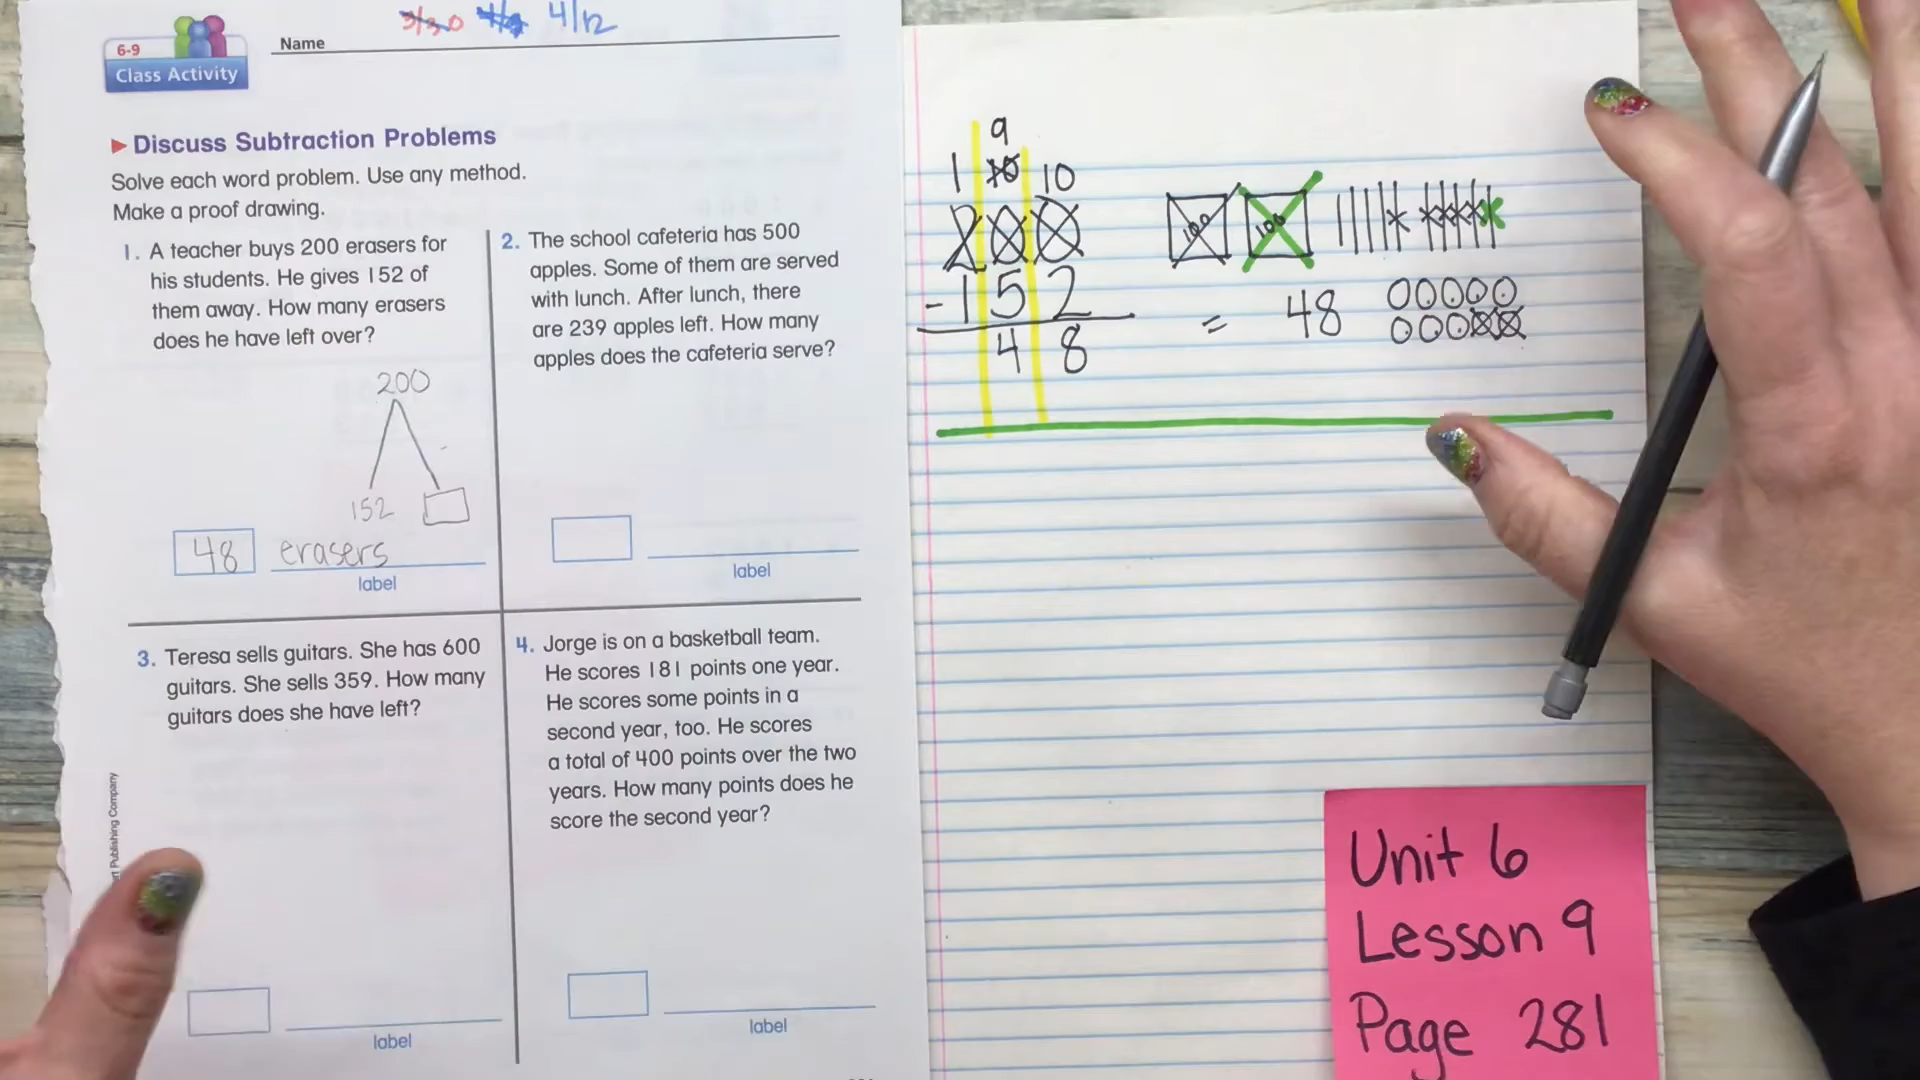 6-9
Class Activity
Name
3/30 4/12
Discuss Subtraction Problems
Solve each word problem. Use any method.
Make a proof drawing.
1. A teacher buys 200 erasers for
his students. He gives 152 of
them away. How many erasers
does he have left over?
200
152
48 erasers
label
2. The school cafeteria has 500
apples. Some of them are served
with lunch. After lunch, there
are 239 apples left. How many
apples does the cafeteria serve?
label
3. Teresa sells guitars. She has 600
guitars. She sells 359. How many
guitars does she have left?
label
4. Jorge is on a basketball team.
He scores 181 points one year.
He scores some points in a
second year, too. He scores
a total of 400 points over the two
years. How many points does he
score the second year?
label
Publishing Company
9
1 10 10
200
-152
48
100 100
= 48
Unit 6
Lesson 9
Page 281